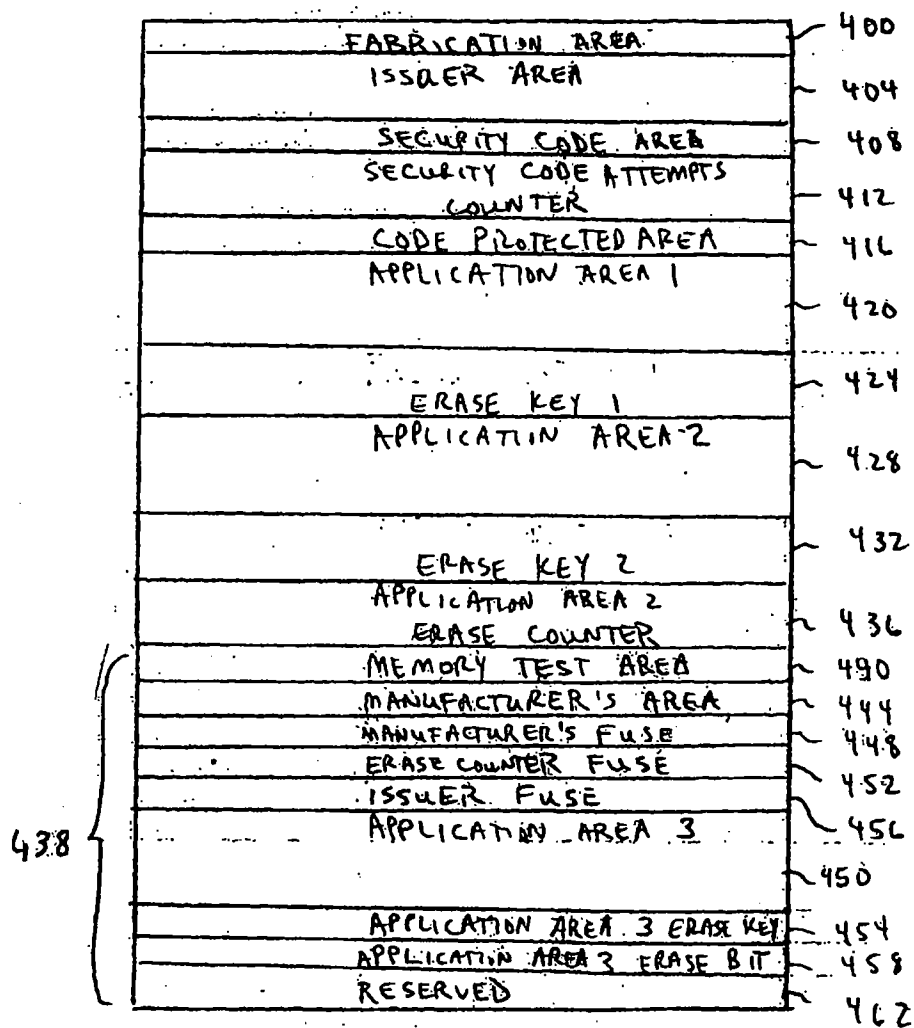 FABRICATION AREA 400
ISSUER AREA
404
SECURITY CODE AREA 408
SECURITY CODE ATTEMPTS
COUNTER 412
CODE PROTECTED AREA 416
APPLICATION AREA 1
420
424
ERASE KEY 1
APPLICATION AREA 2
428
432
ERASE KEY 2
APPLICATION AREA 2
ERASE COUNTER 436
MEMORY TEST AREA 490
MANUFACTURER'S AREA 444
MANUFACTURER'S FUSE 448
ERASE COUNTER FUSE 452
ISSUER FUSE
APPLICATION AREA 3 456
438
450
APPLICATION AREA 3 ERASE KEY 454
APPLICATION AREA 3 ERASE BIT 458
RESERVED 462